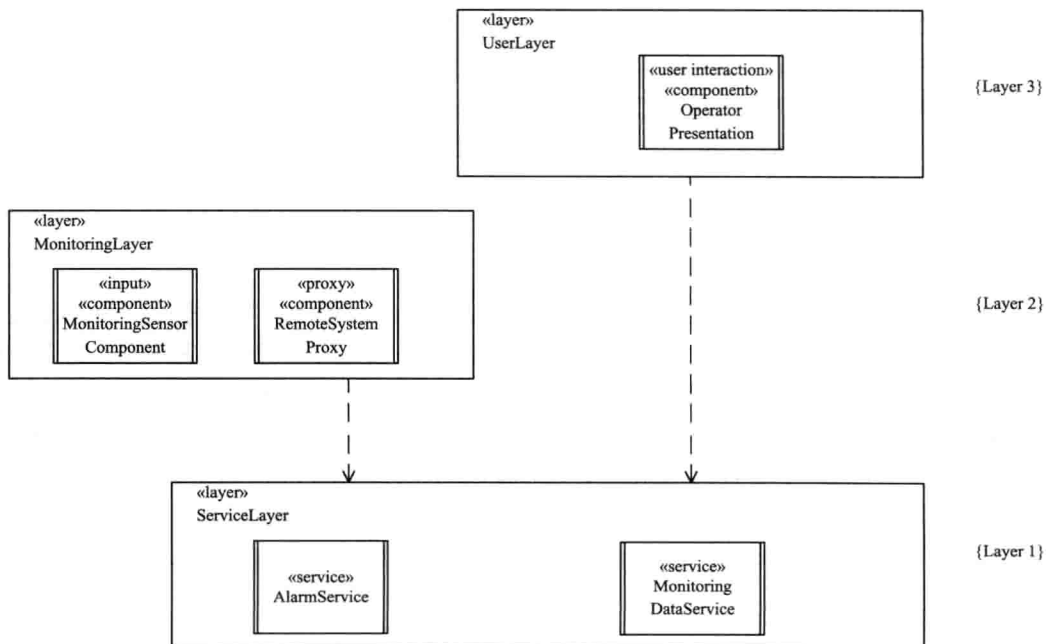 «layer»
UserLayer
«user interaction»
«component»
Operator
Presentation
{Layer 3}
«layer»
MonitoringLayer
«input»
«component»
MonitoringSensor
Component
«proxy»
«component»
RemoteSystem
Proxy
{Layer 2}
«layer»
ServiceLayer
«service»
AlarmService
«service»
Monitoring
DataService
{Layer 1}